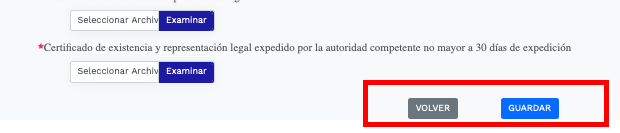 Seleccionar Archiv Examinar
*Certificado de existencia y representación legal expedido por la autoridad competente no mayor a 30 días de expedición
Seleccionar Archiv Examinar
VOLVER GUARDAR